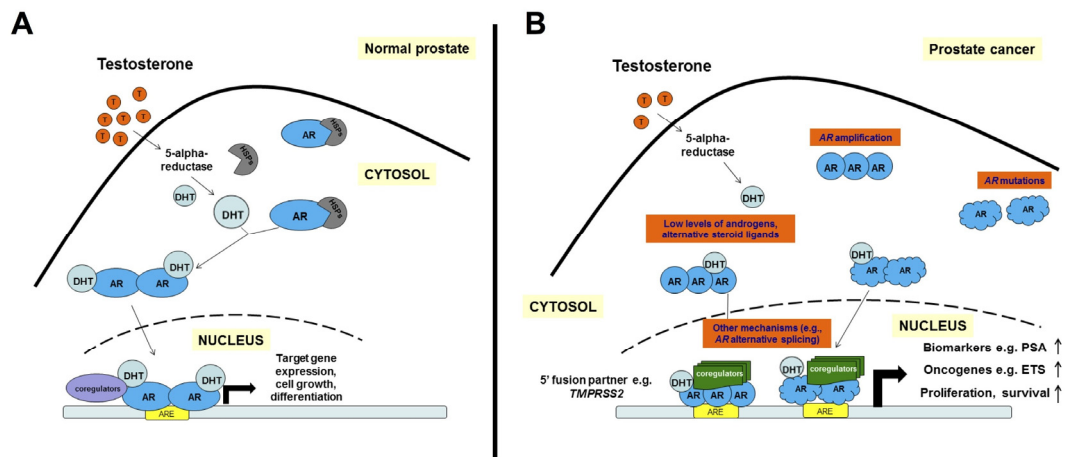 A
Normal prostate
Testosterone
T
T
T
T
T
T
T
5-alpha-
reductase
HSPs
AR
HSPs
CYTOSOL
DHT
DHT
AR
HSPs
DHT
AR
AR
DHT
NUCLEUS
coregulators
DHT
AR
AR
DHT
ARE
Target gene
expression,
cell growth,
differentiation
B
Prostate cancer
Testosterone
T
T
T
5-alpha-
reductase
DHT
AR amplification
AR
AR
AR
AR mutations
AR
AR
Low levels of androgens,
alternative steroid ligands
DHT
AR
AR
AR
DHT
AR
AR
CYTOSOL
Other mechanisms (e.g.,
AR alternative splicing)
NUCLEUS
5' fusion partner e.g.
TMPRSS2
DHT
coregulators
AR
AR
AR
ARE
DHT
coregulators
AR
AR
ARE
Biomarkers e.g. PSA ↑
Oncogenes e.g. ETS ↑
Proliferation, survival ↑